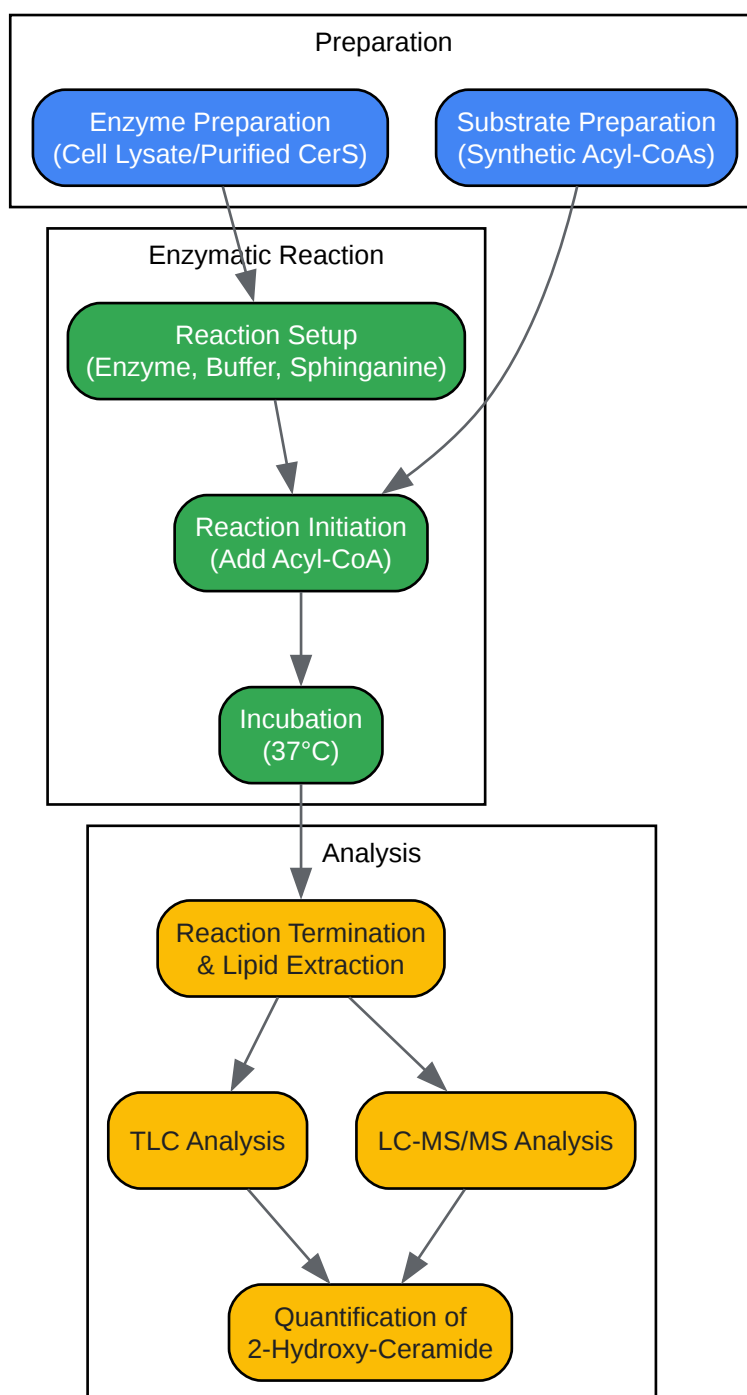 Preparation
Enzyme Preparation
(Cell Lysate/Purified CerS)
Substrate Preparation
(Synthetic Acyl-CoAs)
Enzymatic Reaction
Reaction Setup
(Enzyme, Buffer, Sphinganine)
Reaction Initiation
(Add Acyl-CoA)
Incubation
(37°C)
Analysis
Reaction Termination
& Lipid Extraction
TLC Analysis
LC-MS/MS Analysis
Quantification of
2-Hydroxy-Ceramide